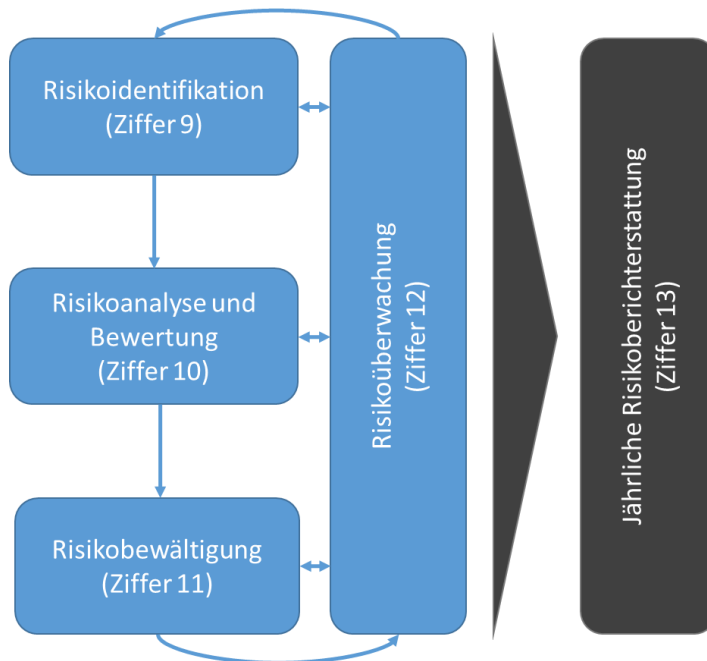 Risikoidentifikation
(Ziffer 9)
Risikoanalyse und
Bewertung
(Ziffer 10)
Risikobewältigung
(Ziffer 11)
Risikoüberwachung
(Ziffer 12)
Jährliche Risikoberichterstattung
(Ziffer 13)